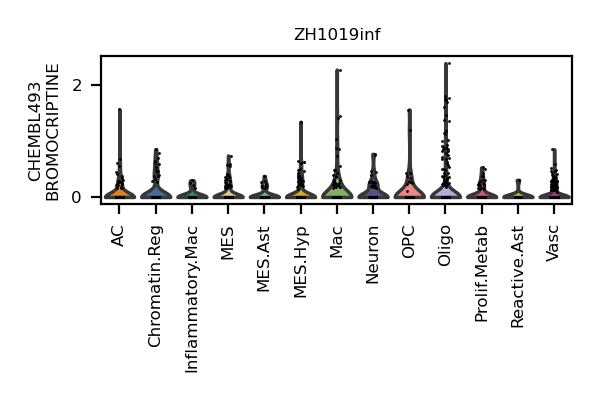 ZH1019inf
CHEMBL493
BROMOCRIPTINE
2
0
AC
Chromatin.Reg
Inflammatory.Mac
MES
MES.Ast
MES.Hyp
Mac
Neuron
OPC
Oligo
Prolif.Metab
Reactive.Ast
Vasc